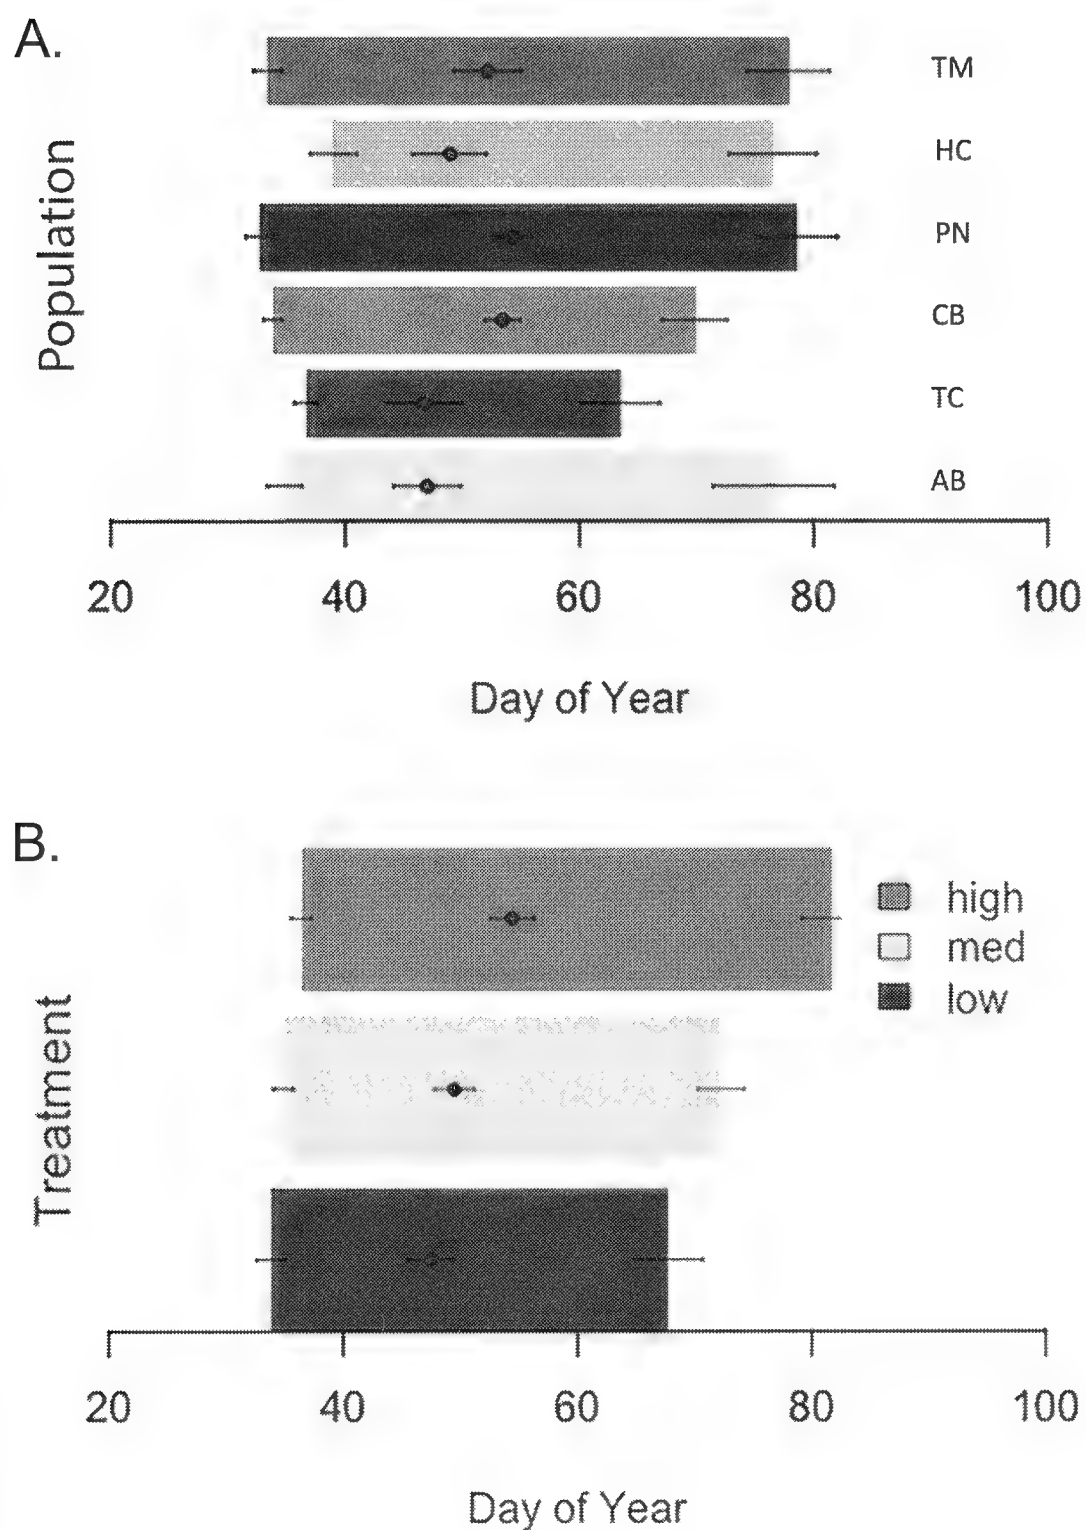 A.
Population
TM
HC
PN
CB
TC
AB
20 40 60 80 100
Day of Year
B.
Treatment
high
med
low
20 40 60 80 100
Day of Year